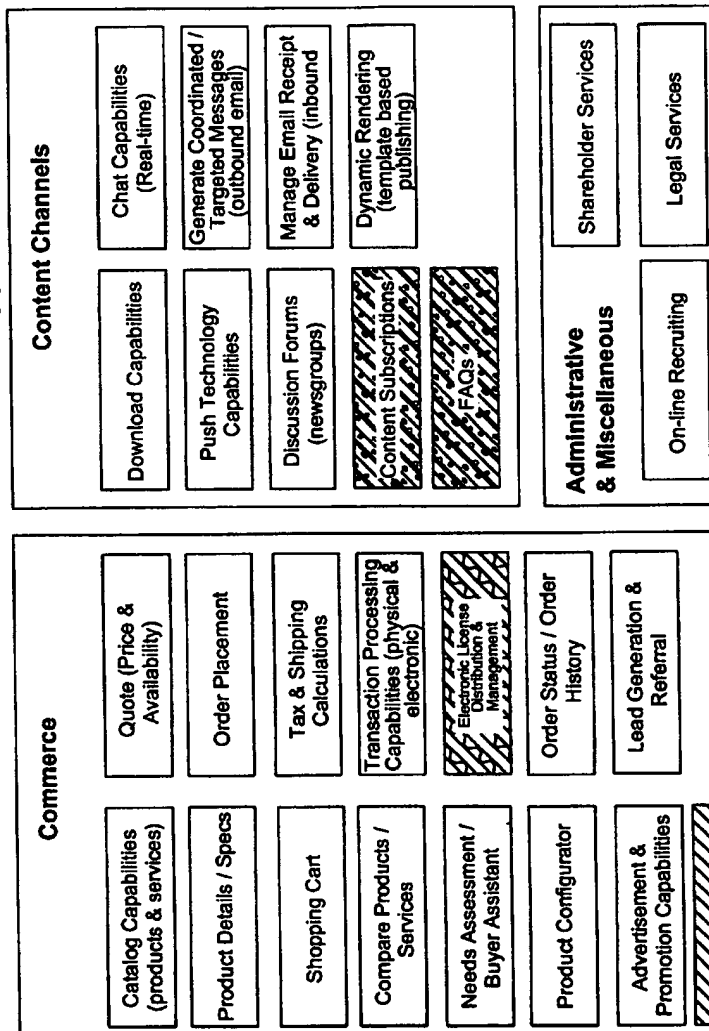 Commerce
Catalog Capabilities
(products & services)
Product Details / Specs
Shopping Cart
Compare Products /
Services
Needs Assessment /
Buyer Assistant
Product Configurator
Advertisement &
Promotion Capabilities
Quote (Price &
Availability)
Order Placement
Tax & Shipping
Calculations
Transaction Processing
Capabilities (physical &
electronic)
Electronic License
Distribution &
Management
Order Status / Order
History
Lead Generation &
Referral
Content Channels
Download Capabilities
Push Technology
Capabilities
Discussion Forums
(newsgroups)
Content Subscriptions
FAQs
Chat Capabilities
(Real-time)
Generate Coordinated /
Targeted Messages
(outbound email)
Manage Email Receipt
& Delivery (inbound
Dynamic Rendering
(template based
publishing)
Administrative
& Miscellaneous
On-line Recruiting
Shareholder Services
Legal Services